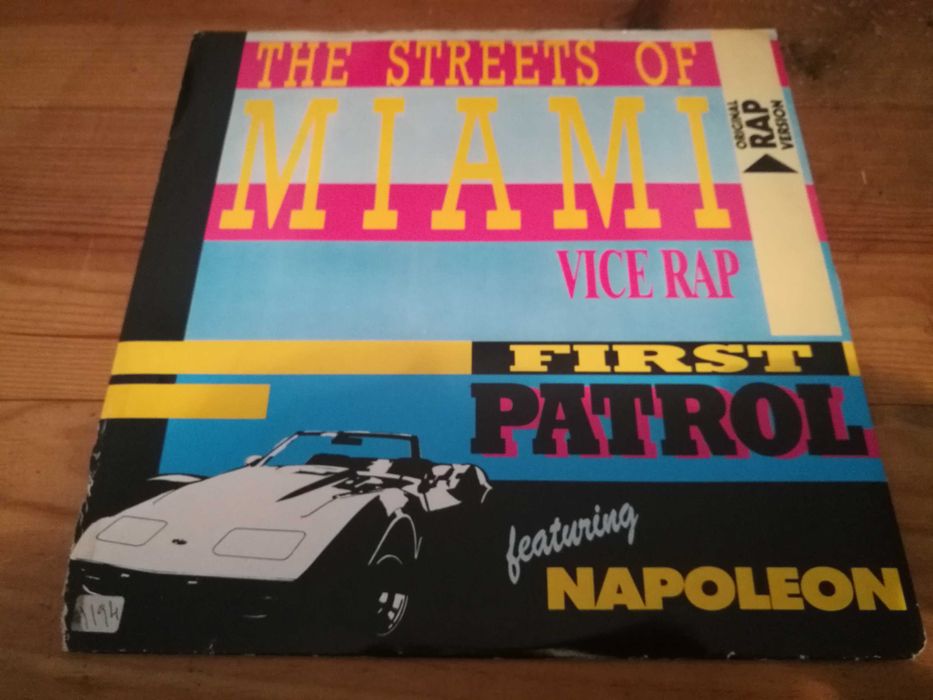 THE STREETS OF
MIAMI
VICE RAP
ORIGINAL
RAP
VERSION
FIRST
PATROL
featuring
NAPOLEON